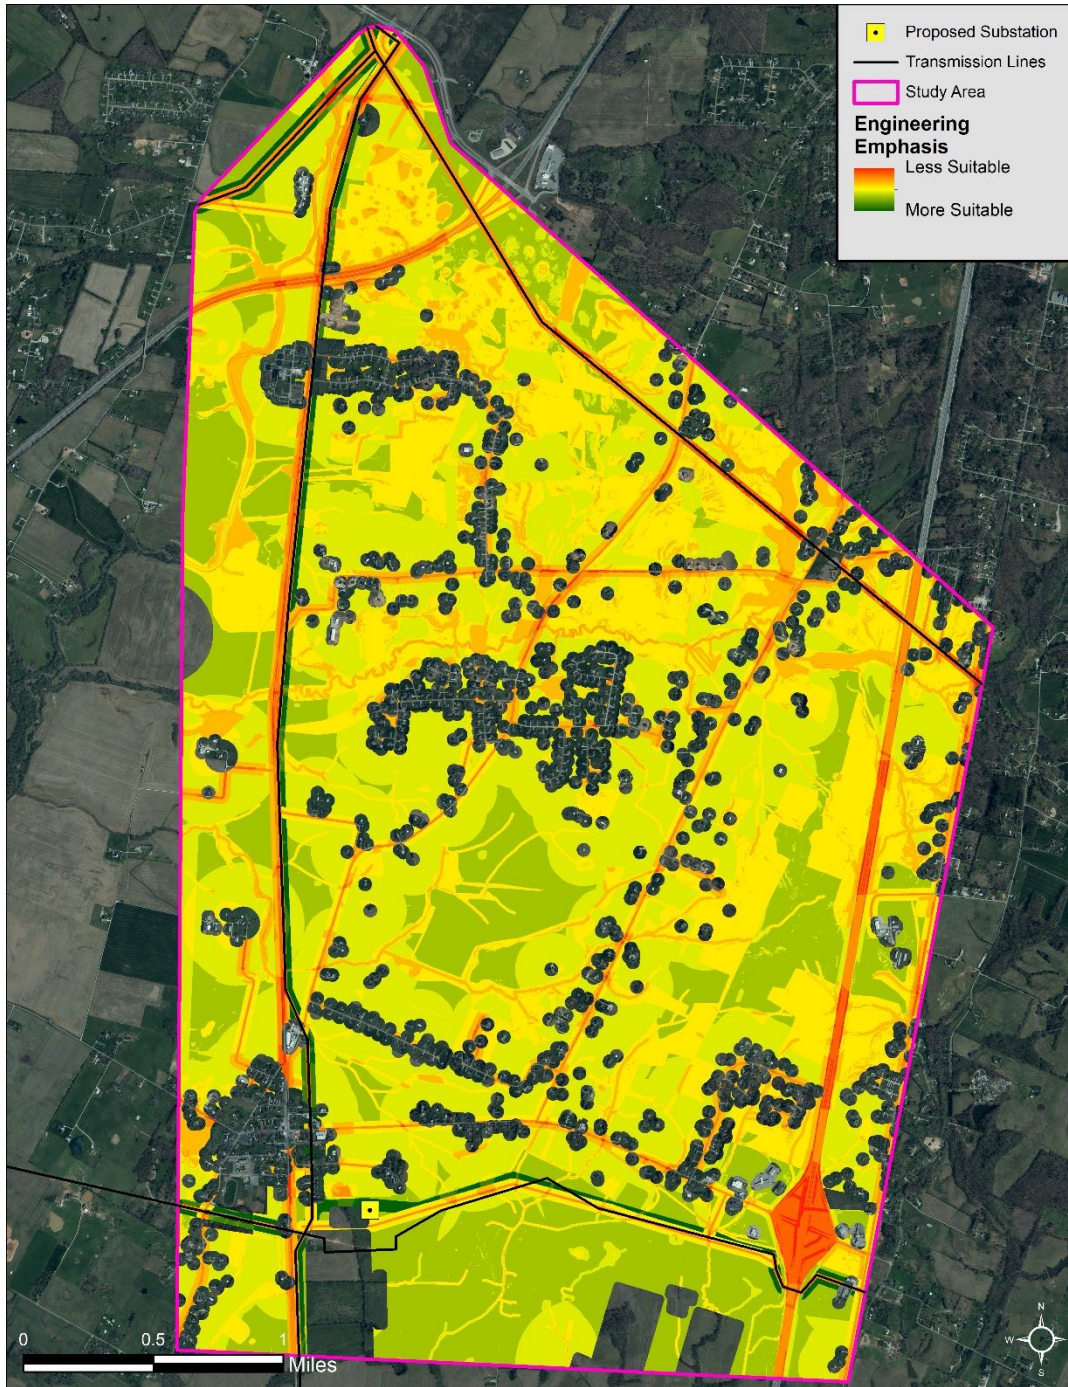 Proposed Substation
Transmission Lines
Study Area
Engineering
Emphasis
Less Suitable
More Suitable
N
W
E
S
0 0.5 1
Miles